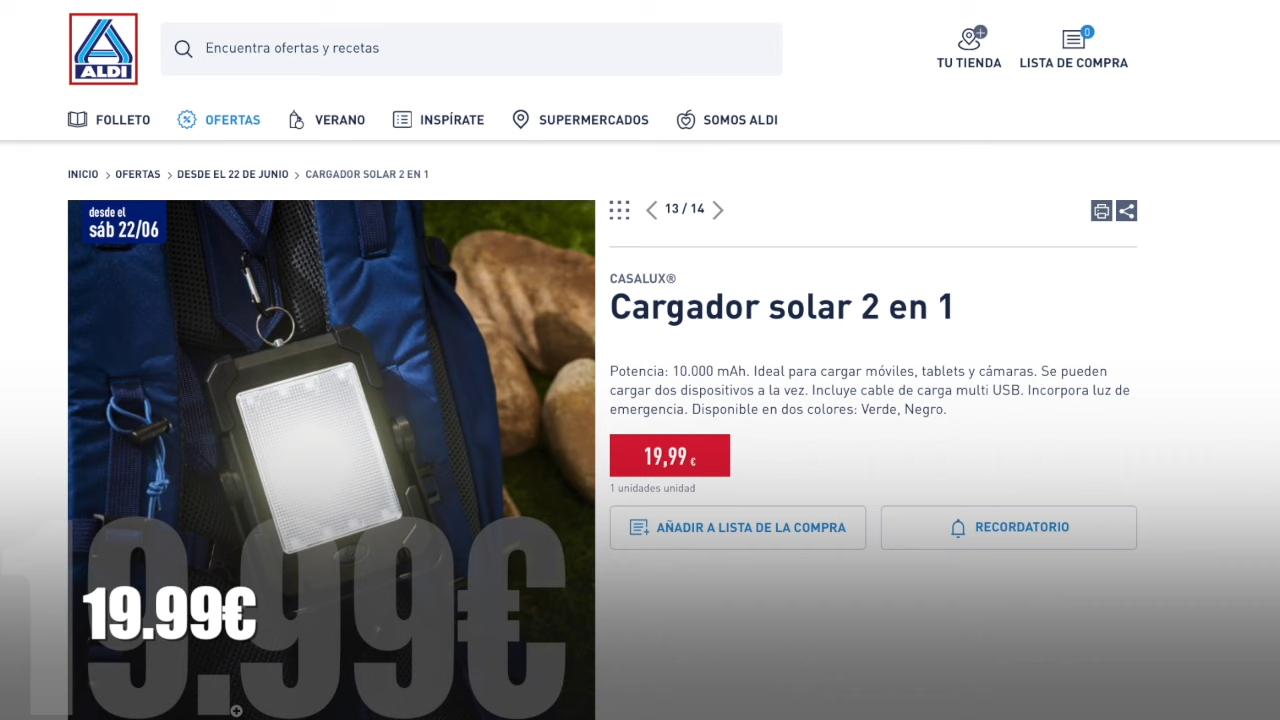 ALDI
Encuentra ofertas y recetas
TU TIENDA
0
LISTA DE COMPRA
FOLLETO
OFERTAS
VERANO
INSPÍRATE
SUPERMERCADOS
SOMOS ALDI
INICIO > OFERTAS > DESDE EL 22 DE JUNIO > CARGADOR SOLAR 2 EN 1
desde el
sáb 22/06
13 / 14
CASALUX®
Cargador solar 2 en 1
Potencia: 10.000 mAh. Ideal para cargar móviles, tablets y cámaras. Se pueden
cargar dos dispositivos a la vez. Incluye cable de carga multi USB. Incorpora luz de
emergencia. Disponible en dos colores: Verde, Negro.
19,99 €
1 unidades unidad
AÑADIR A LISTA DE LA COMPRA
RECORDATORIO
19.99€
19.99€